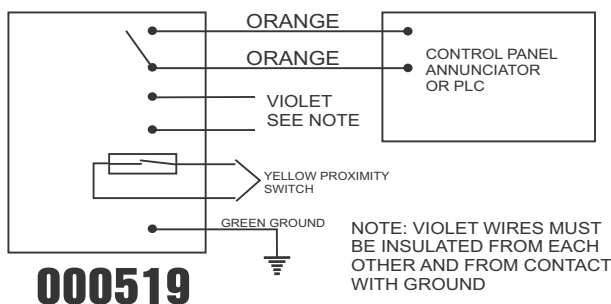 ORANGE
ORANGE
CONTROL PANEL
ANNUNCIATOR
OR PLC
VIOLET
SEE NOTE
YELLOW PROXIMITY
SWITCH
GREEN GROUND
NOTE: VIOLET WIRES MUST
BE INSULATED FROM EACH
OTHER AND FROM CONTACT
WITH GROUND
000519